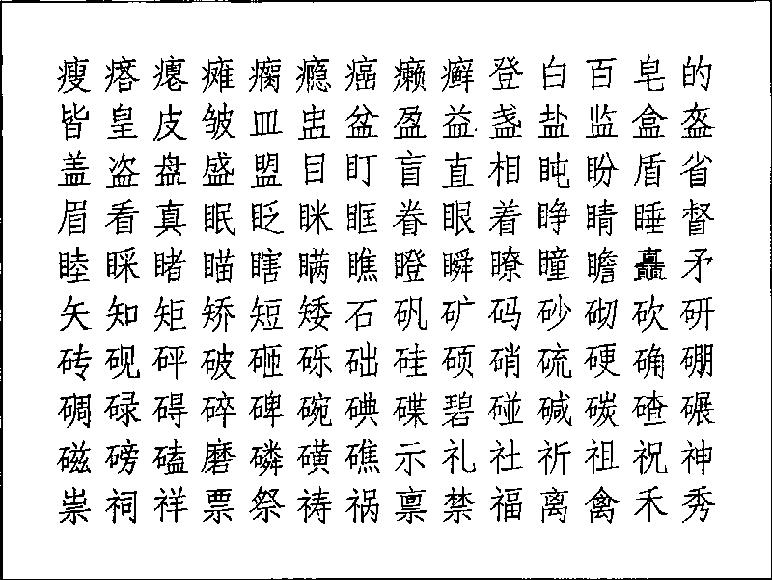 瘦瘩瘪瘫瘸瘾癌癞癣登白百皂的
皆皇皮皱皿盅盆盈益盏盐监盒盔
盖盗盘盛盟目盯盲直相盹盼盾省
眉看真眠眨眯眶眷眼着睁睛睡督
睦睬睹瞄瞎瞒瞧瞪瞬瞭瞳瞻矗矛
矢知矩矫短矮石矾矿码砂砌砍研
砖砚砰破砸砾础硅硕硝硫硬确硼
碉碌碍碎碑碗碘碟碧碰碱碳碴碾
磁磅磕磨磷磺礁示礼社祈祖祝神
祟祠祥票祭祷祸禀禁福离禽禾秀